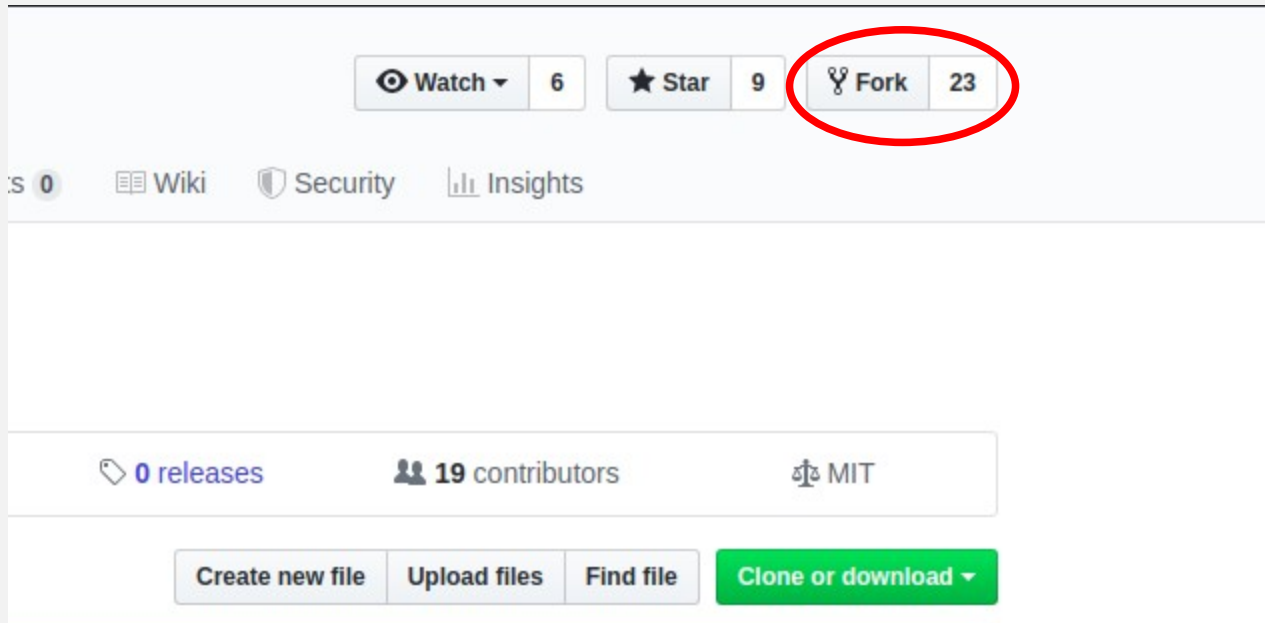 Watch 6 Star 9 Fork 23
s 0 Wiki Security Insights
0 releases 19 contributors MIT
Create new file Upload files Find file Clone or download